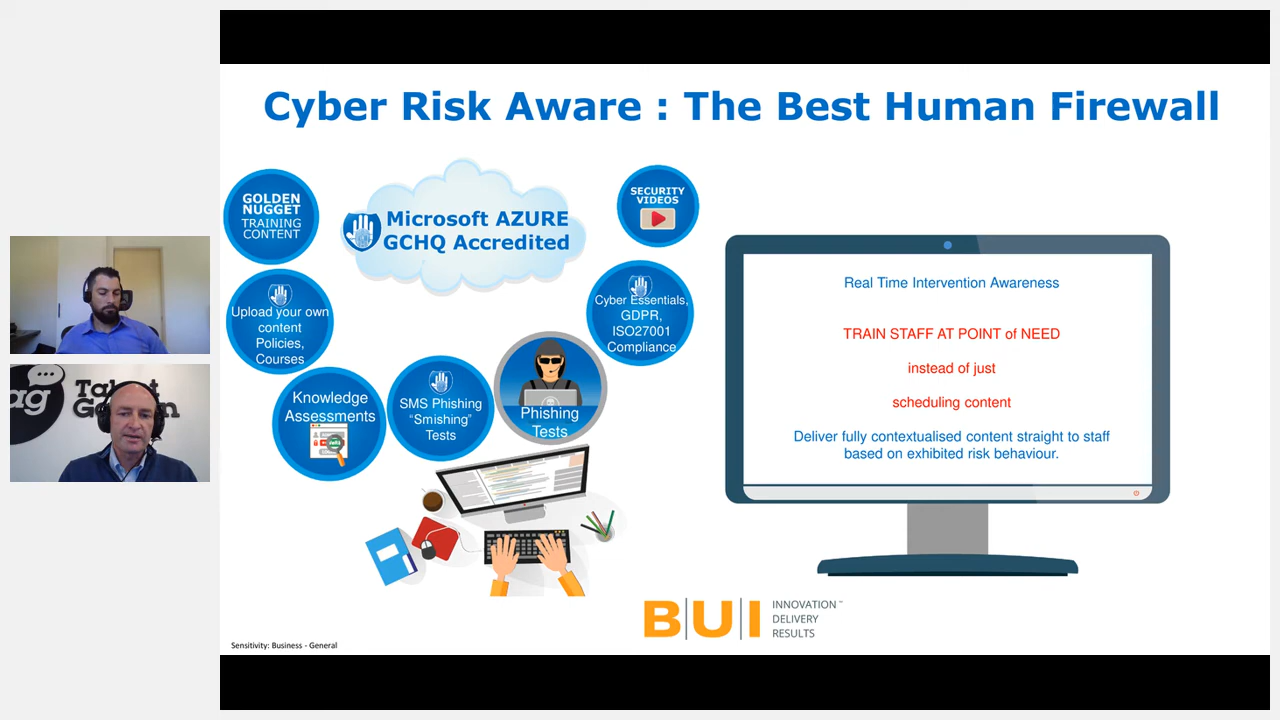 Cyber Risk Aware : The Best Human Firewall
GOLDEN
NUGGET
TRAINING
CONTENT
Microsoft AZURE
GCHQ Accredited
SECURITY
VIDEOS
Upload your own
content
Policies,
Courses
Cyber Essentials,
GDPR,
ISO27001
Compliance
Knowledge
Assessments
SMS Phishing
“Smishing”
Tests
Phishing
Tests
Real Time Intervention Awareness
TRAIN STAFF AT POINT of NEED
instead of just
scheduling content
Deliver fully contextualised content straight to staff
based on exhibited risk behaviour.
BUI
INNOVATION™
DELIVERY
RESULTS
Sensitivity: Business - General
ag